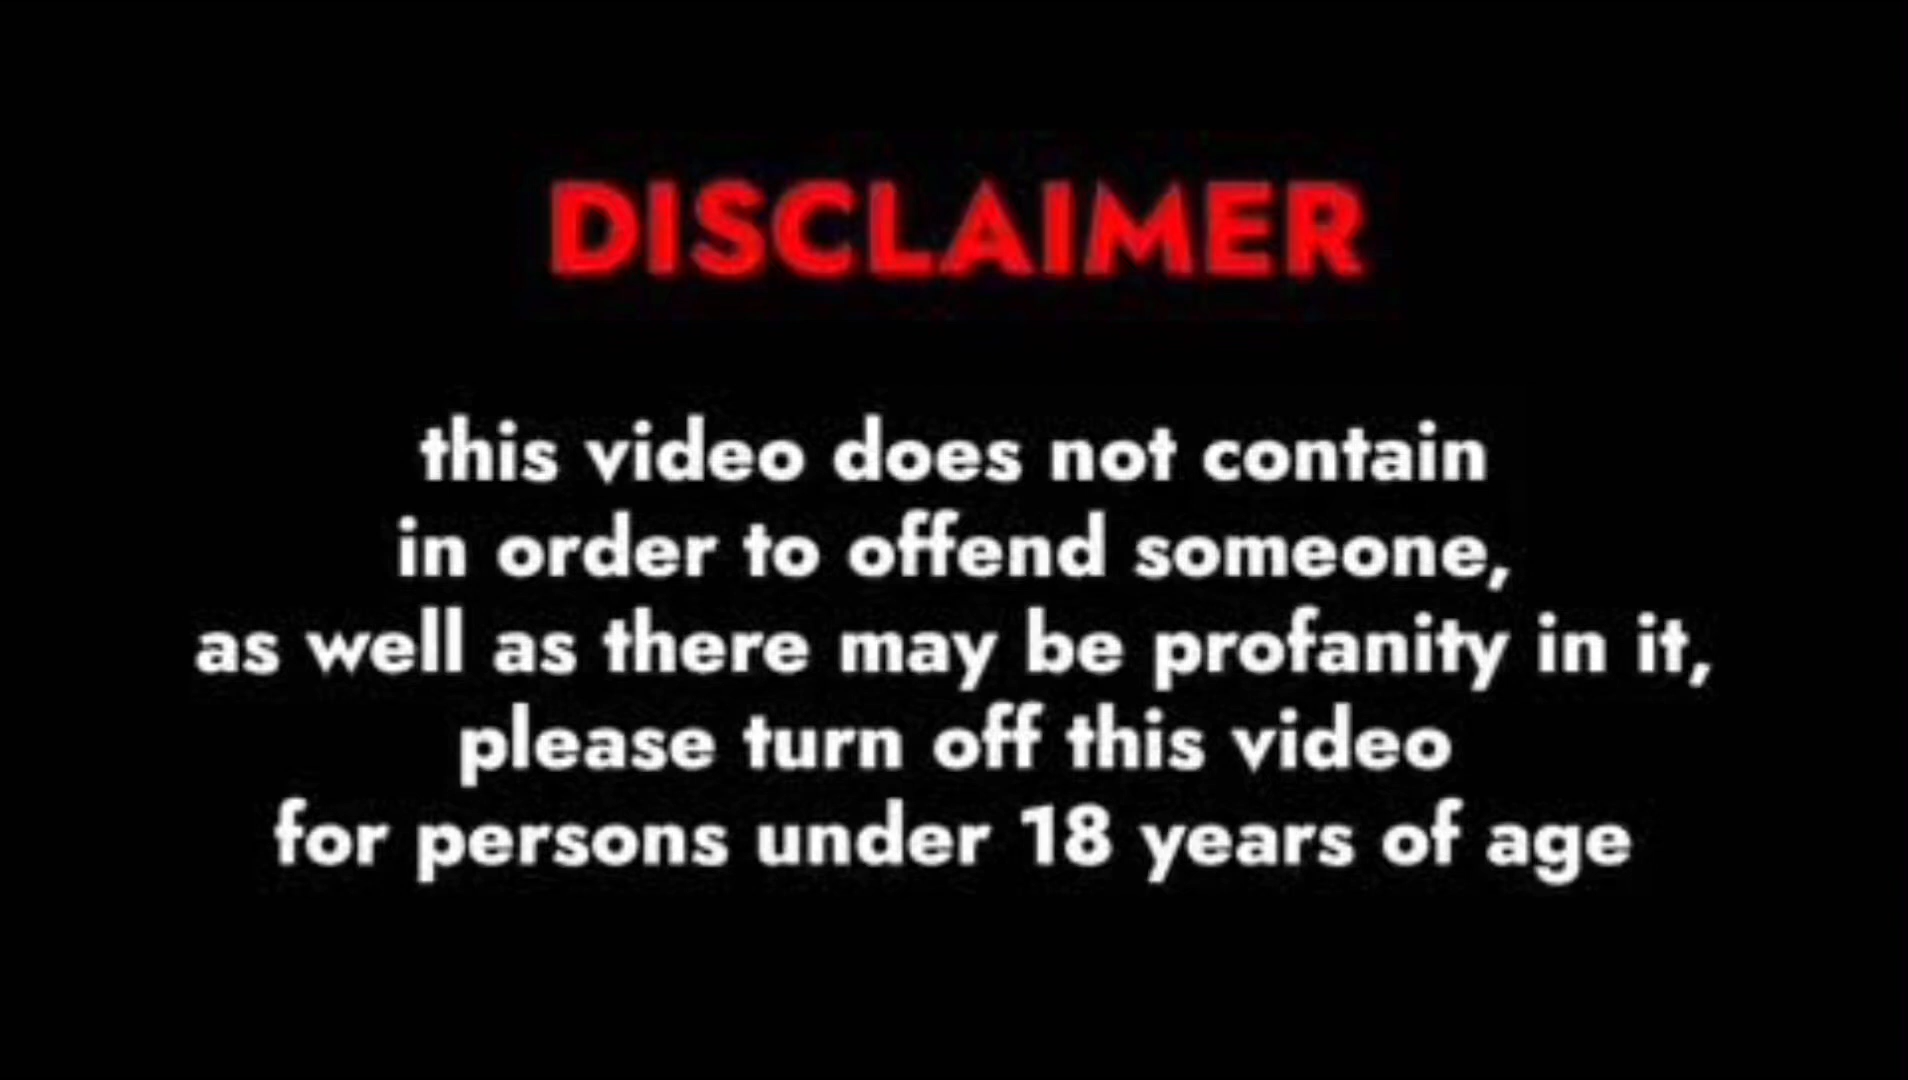 DISCLAIMER
this video does not contain
in order to offend someone,
as well as there may be profanity in it,
please turn off this video
for persons under 18 years of age